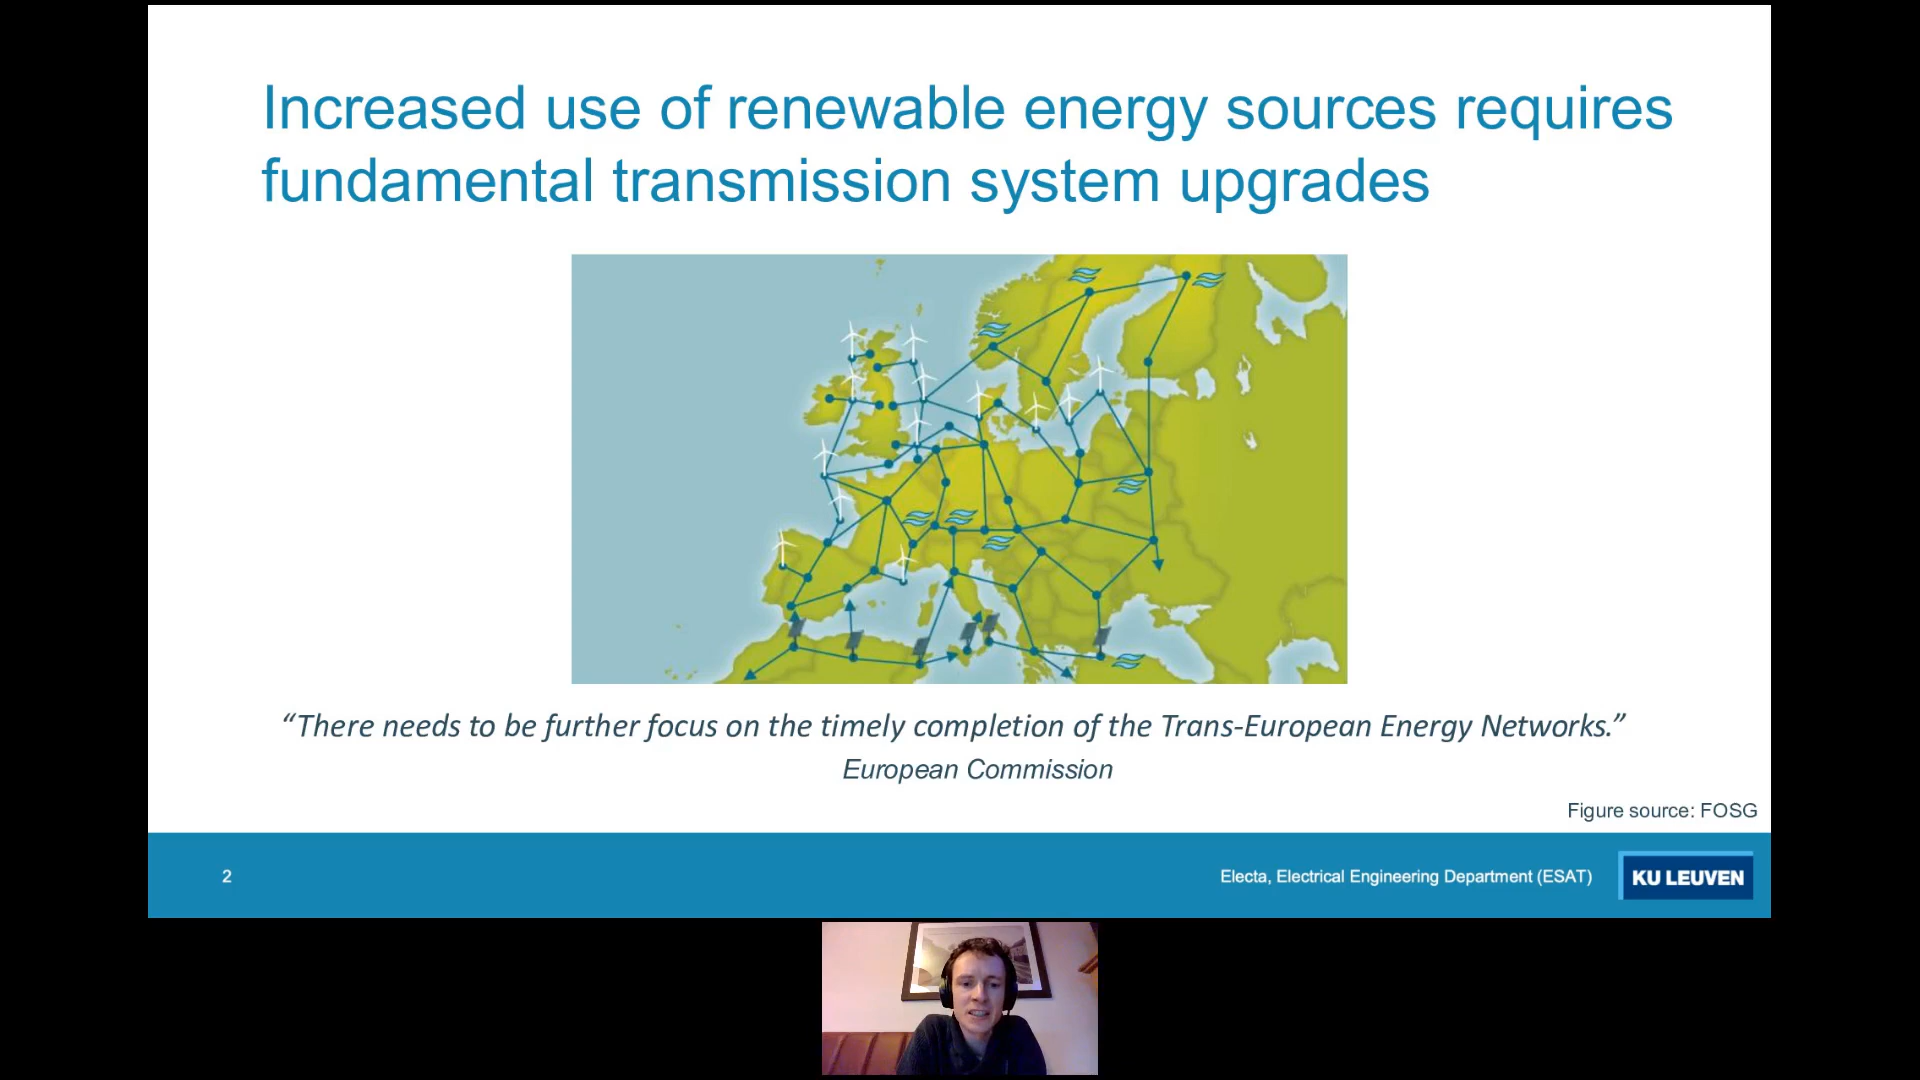 Increased use of renewable energy sources requires
fundamental transmission system upgrades
“There needs to be further focus on the timely completion of the Trans-European Energy Networks.”
European Commission
Figure source: FOSG
2
Electa, Electrical Engineering Department (ESAT)
KU LEUVEN